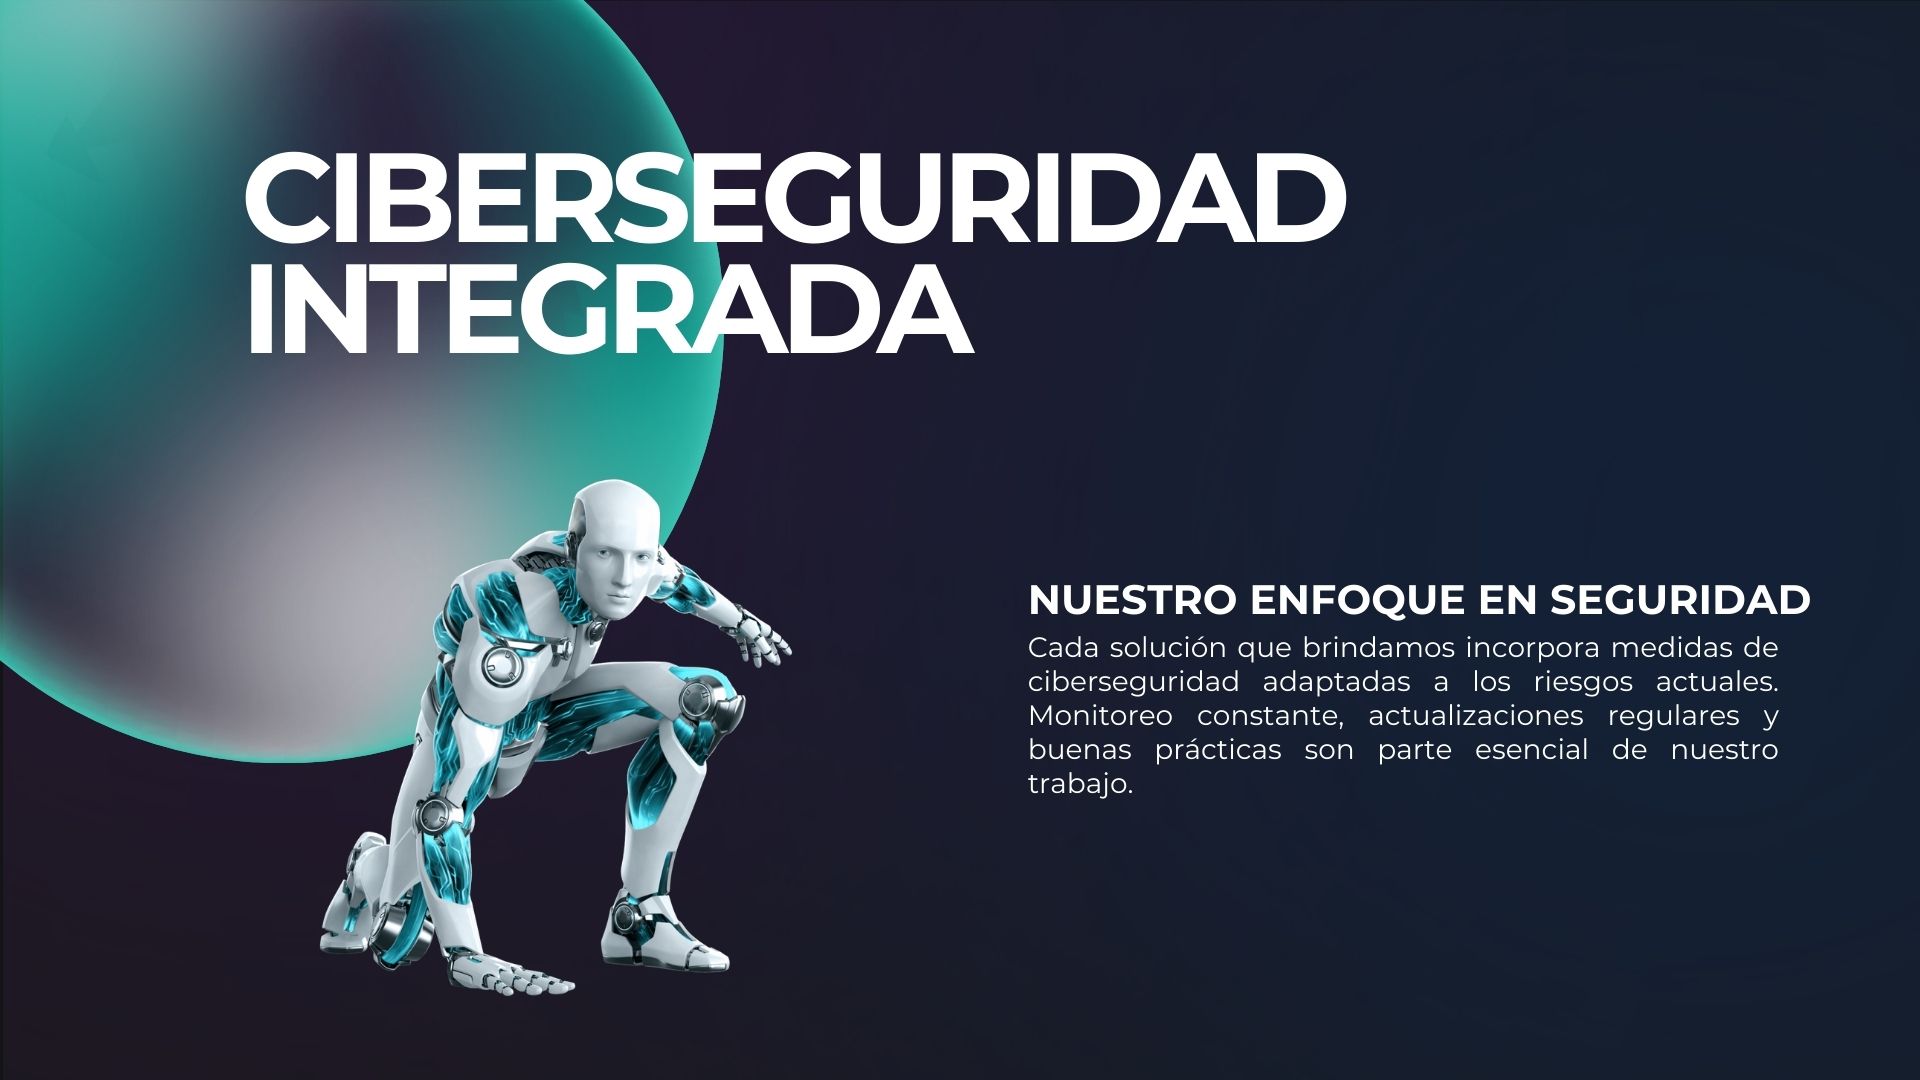 CIBERSEGURIDAD
INTEGRADA
NUESTRO ENFOQUE EN SEGURIDAD
Cada solución que brindamos incorpora medidas de
ciberseguridad adaptadas a los riesgos actuales.
Monitoreo constante, actualizaciones regulares y
buenas prácticas son parte esencial de nuestro
trabajo.